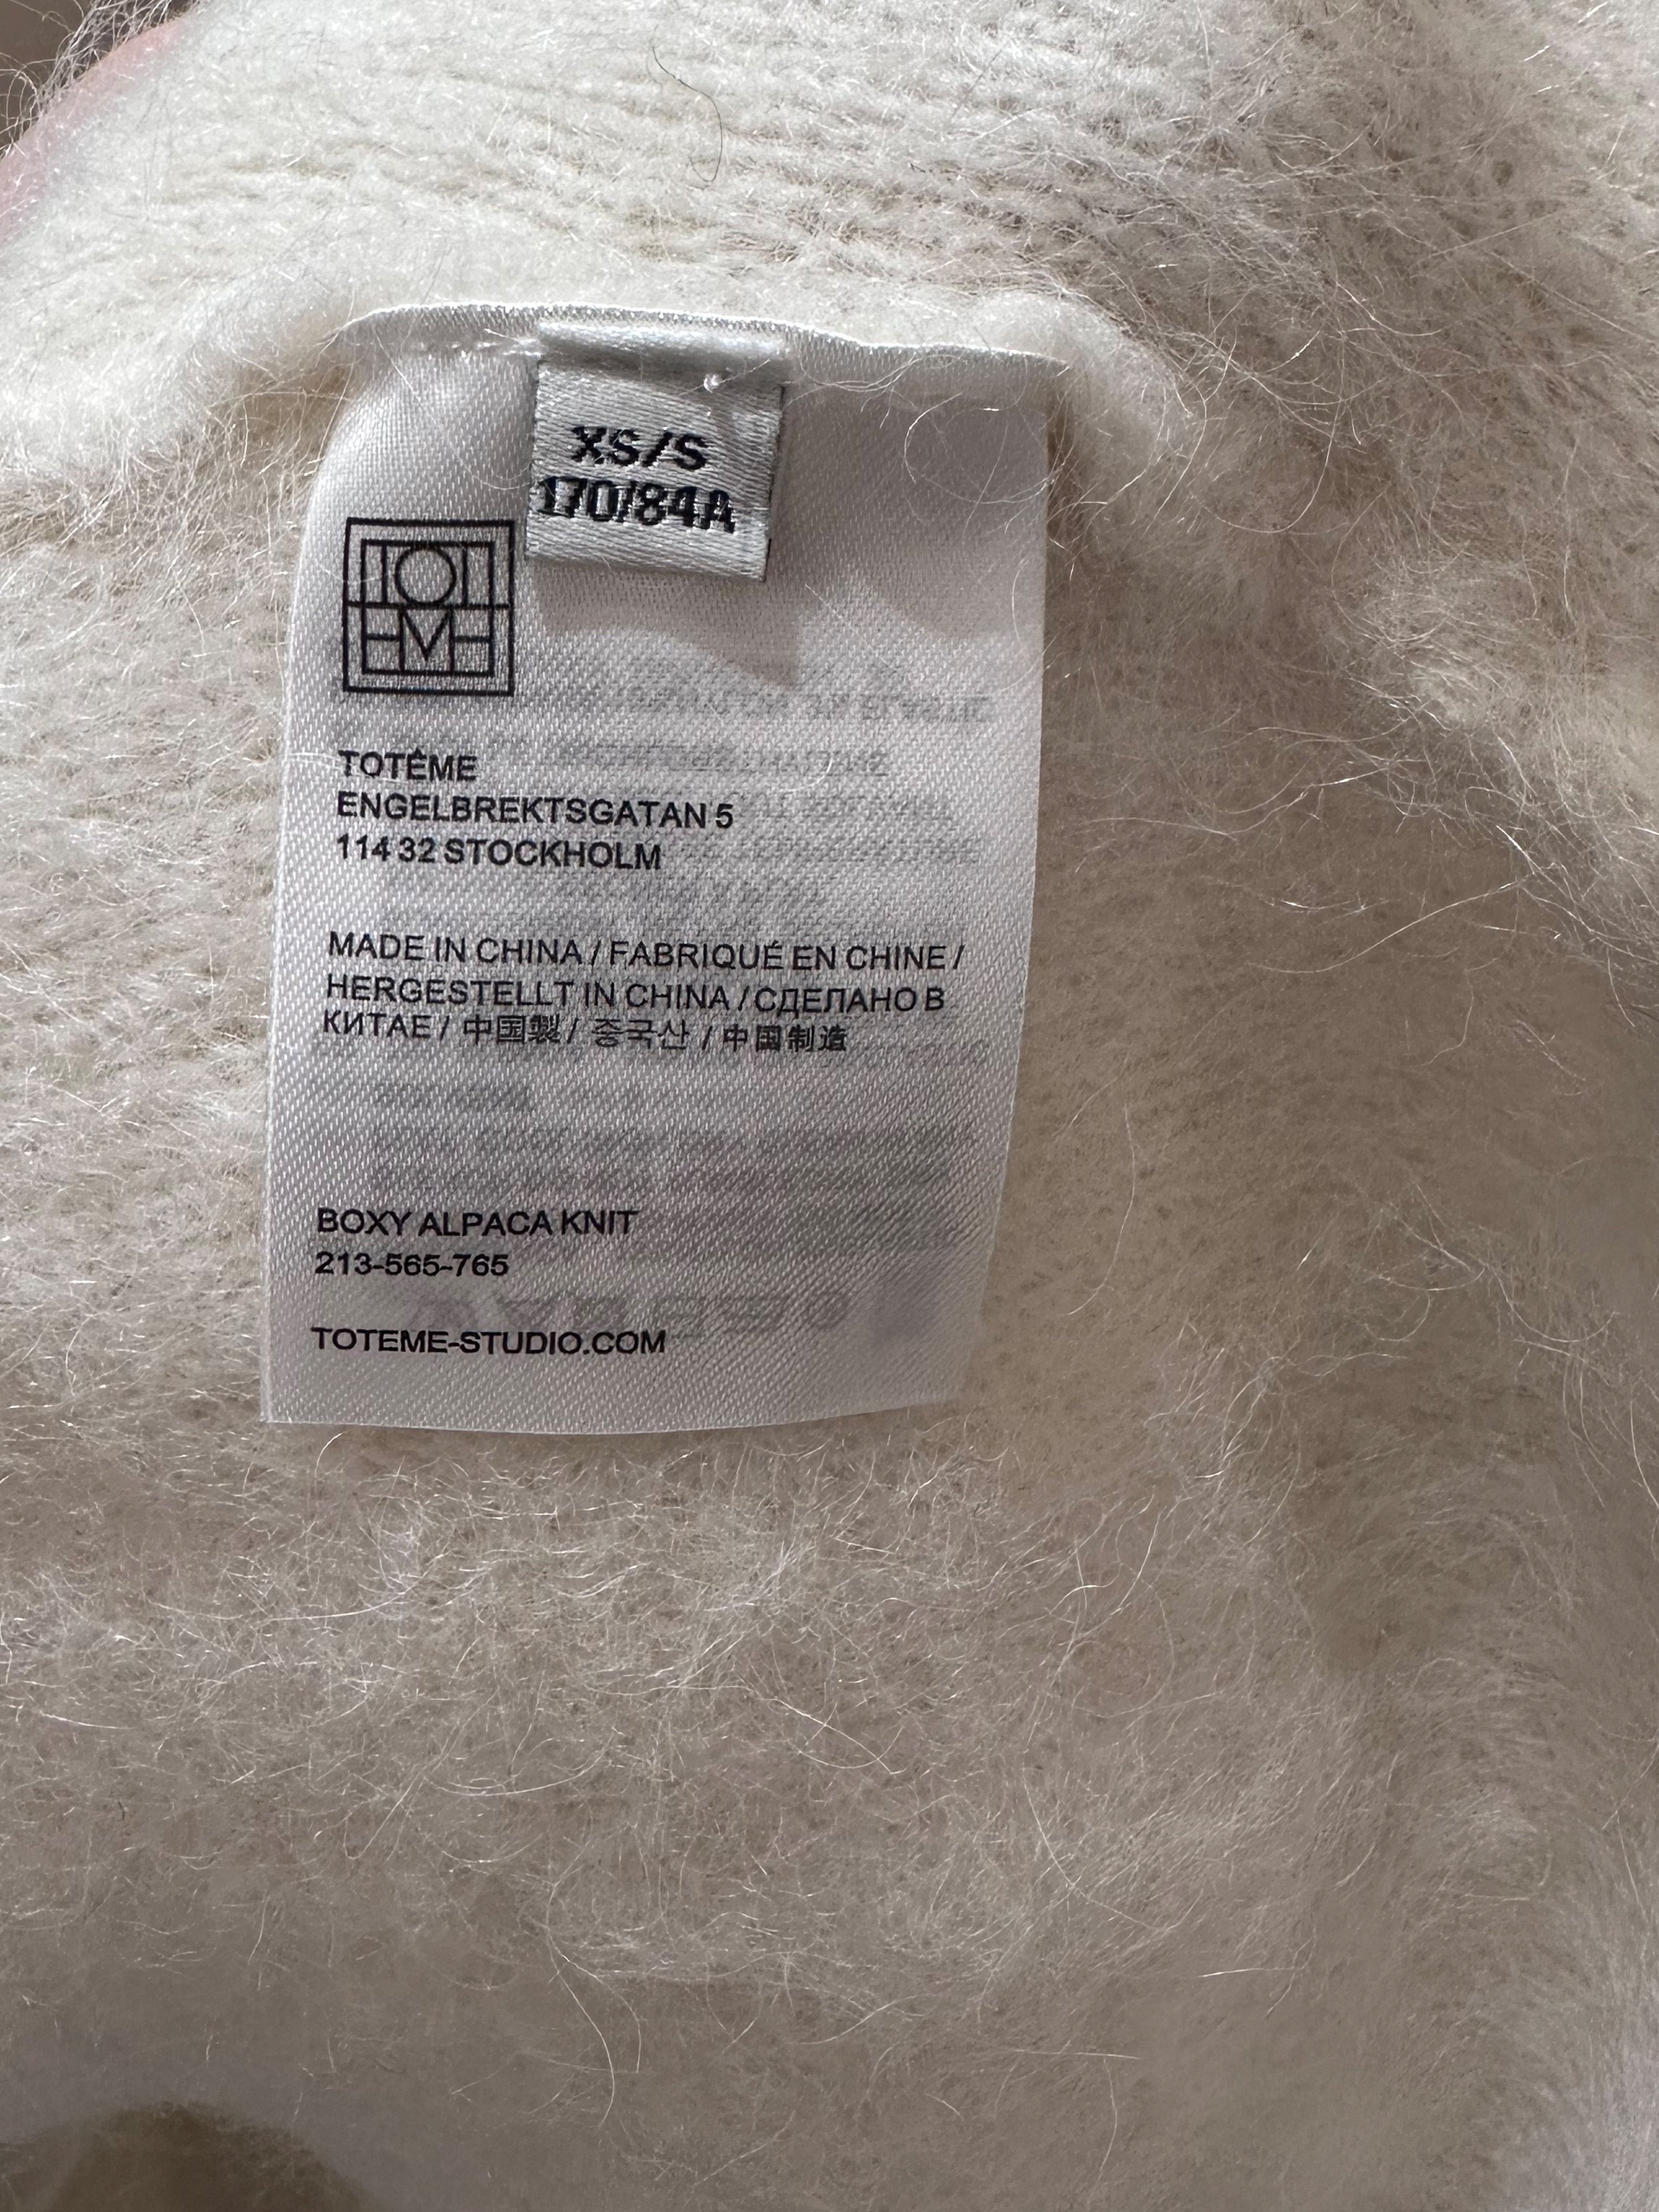 XS/S
170/84A
TOTEM
TOTÊME
ENGELBREKTSGATAN 5
114 32 STOCKHOLM
MADE IN CHINA / FABRIQUÉ EN CHINE /
HERGESTELLT IN CHINA / СДЕЛАНО В
КИТАЕ / 中国製 / 중국산 / 中国制造
BOXY ALPACA KNIT
213-565-765
TOTEME-STUDIO.COM